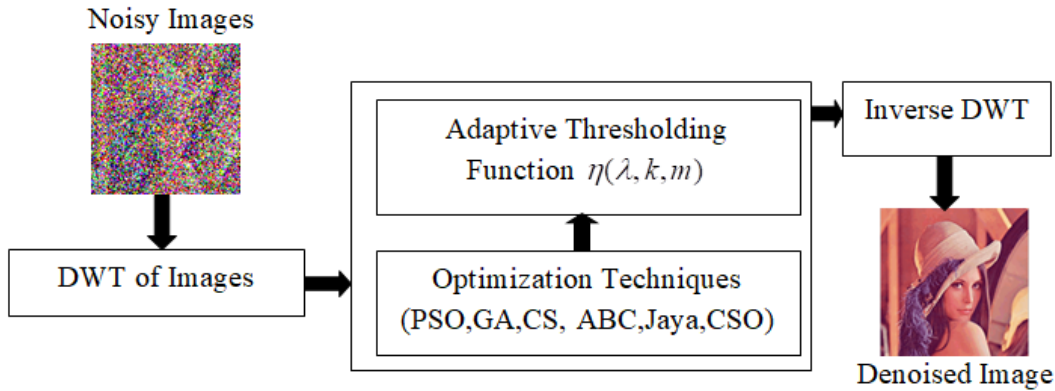 Noisy Images
DWT of Images
Adaptive Thresholding
Function η(λ,k,m)
Optimization Techniques
(PSO,GA,CS, ABC,Jaya,CSO)
Inverse DWT
Denoised Image